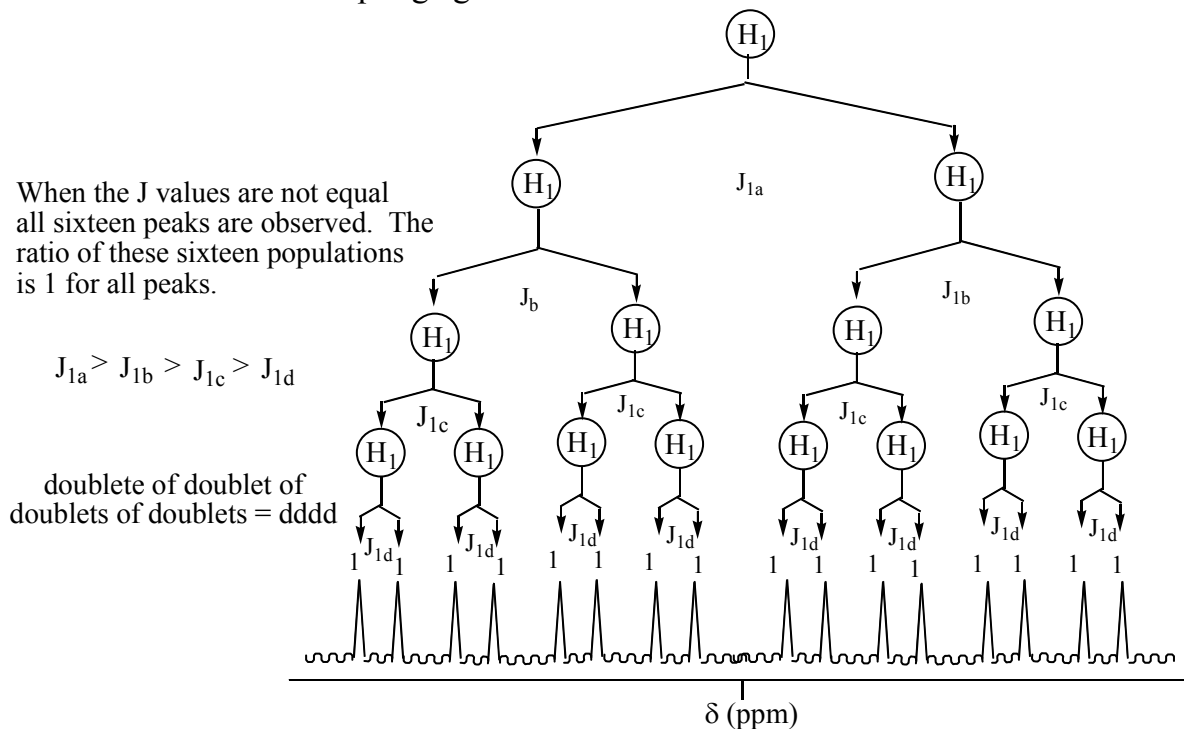 H₁
H₁ J₁ₐ H₁
When the J values are not equal
all sixteen peaks are observed. The
ratio of these sixteen populations
is 1 for all peaks.
J_b J₁b
H₁ H₁ H₁ H₁
J₁ₐ > J₁b > J₁c > J₁d
J₁c J₁c J₁c J₁c
H₁ H₁ H₁ H₁ H₁ H₁ H₁ H₁
doublete of doublet of
doublets of doublets = dddd
J₁d J₁d J₁d J₁d J₁d J₁d J₁d J₁d
1 1 1 1 1 1 1 1 1 1 1 1 1 1 1 1
δ (ppm)